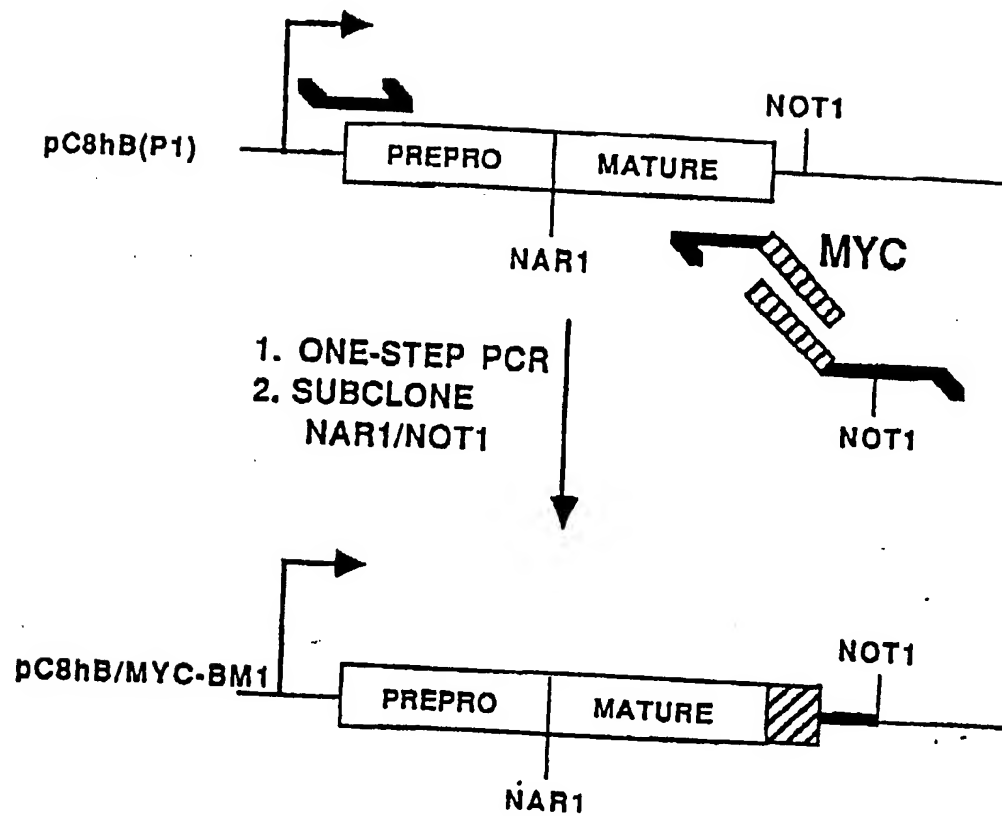 NOT1
pC8hB(P1)
PREPRO
MATURE
NAR1
MYC
1. ONE-STEP PCR
2. SUBCLONE
NAR1/NOT1
NOT1
NOT1
pC8hB/MYC-BM1
PREPRO
MATURE
NAR1